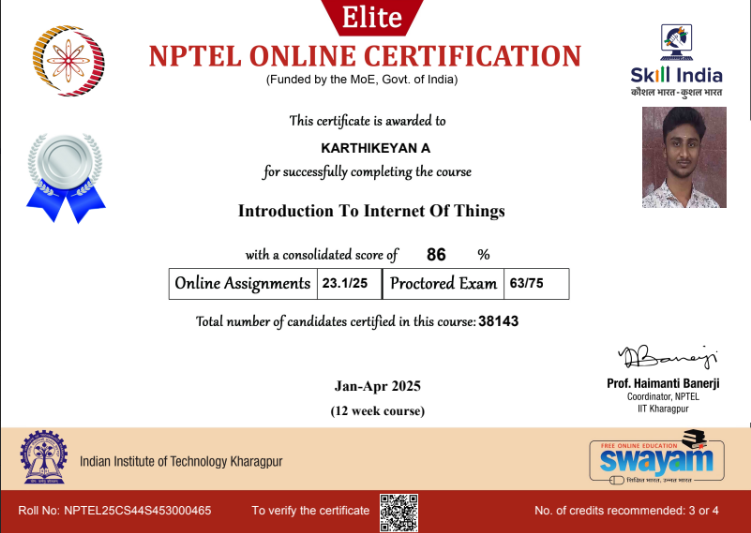 Elite
NPTEL ONLINE CERTIFICATION
(Funded by the MoE, Govt. of India)
Skill India
कौशल भारत - कुशल भारत
This certificate is awarded to
KARTHIKEYAN A
for successfully completing the course
Introduction To Internet Of Things
with a consolidated score of 86 %
Online Assignments 23.1/25 Proctored Exam 63/75
Total number of candidates certified in this course: 38143
Jan-Apr 2025
(12 week course)
Prof. Haimanti Banerji
Coordinator, NPTEL
IIT Kharagpur
Indian Institute of Technology Kharagpur
FREE ONLINE EDUCATION
swayam
शिक्षित भारत, उन्नत भारत
Roll No: NPTEL25CS44S453000465 To verify the certificate No. of credits recommended: 3 or 4